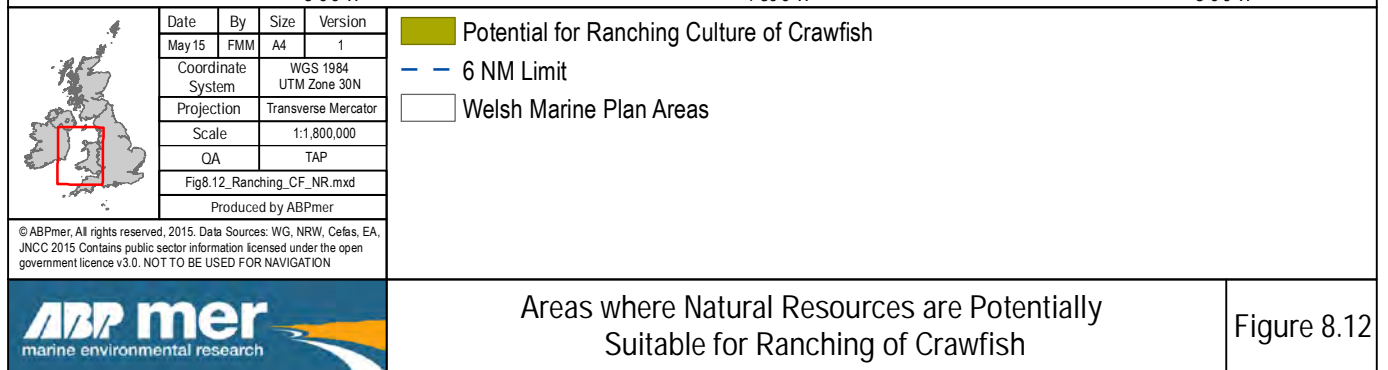 Date By Size Version
May 15 FMM A4 1
Coordinate System WGS 1984 UTM Zone 30N
Projection Transverse Mercator
Scale 1:1,800,000
QA TAP
Fig8.12_Ranching_CF_NR.mxd
Produced by ABPmer
© ABPmer, All rights reserved, 2015. Data Sources: WG, NRW, Cefas, EA,
JNCC 2015 Contains public sector information licensed under the open
government licence v3.0. NOT TO BE USED FOR NAVIGATION
Potential for Ranching Culture of Crawfish
6 NM Limit
Welsh Marine Plan Areas
ABPmer
marine environmental research
Areas where Natural Resources are Potentially
Suitable for Ranching of Crawfish
Figure 8.12